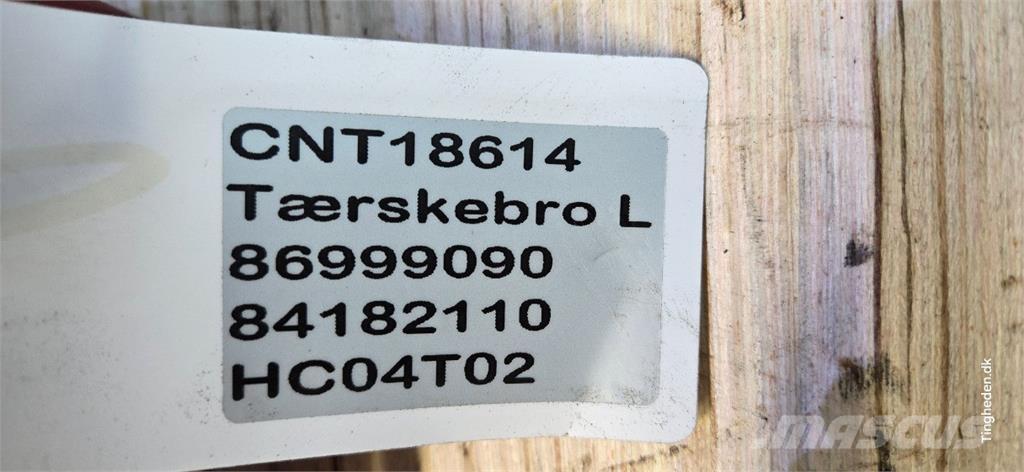 CNT18614
Tærskebro L
86999090
84182110
HC04T02
Tingheden.dk
MASCUS